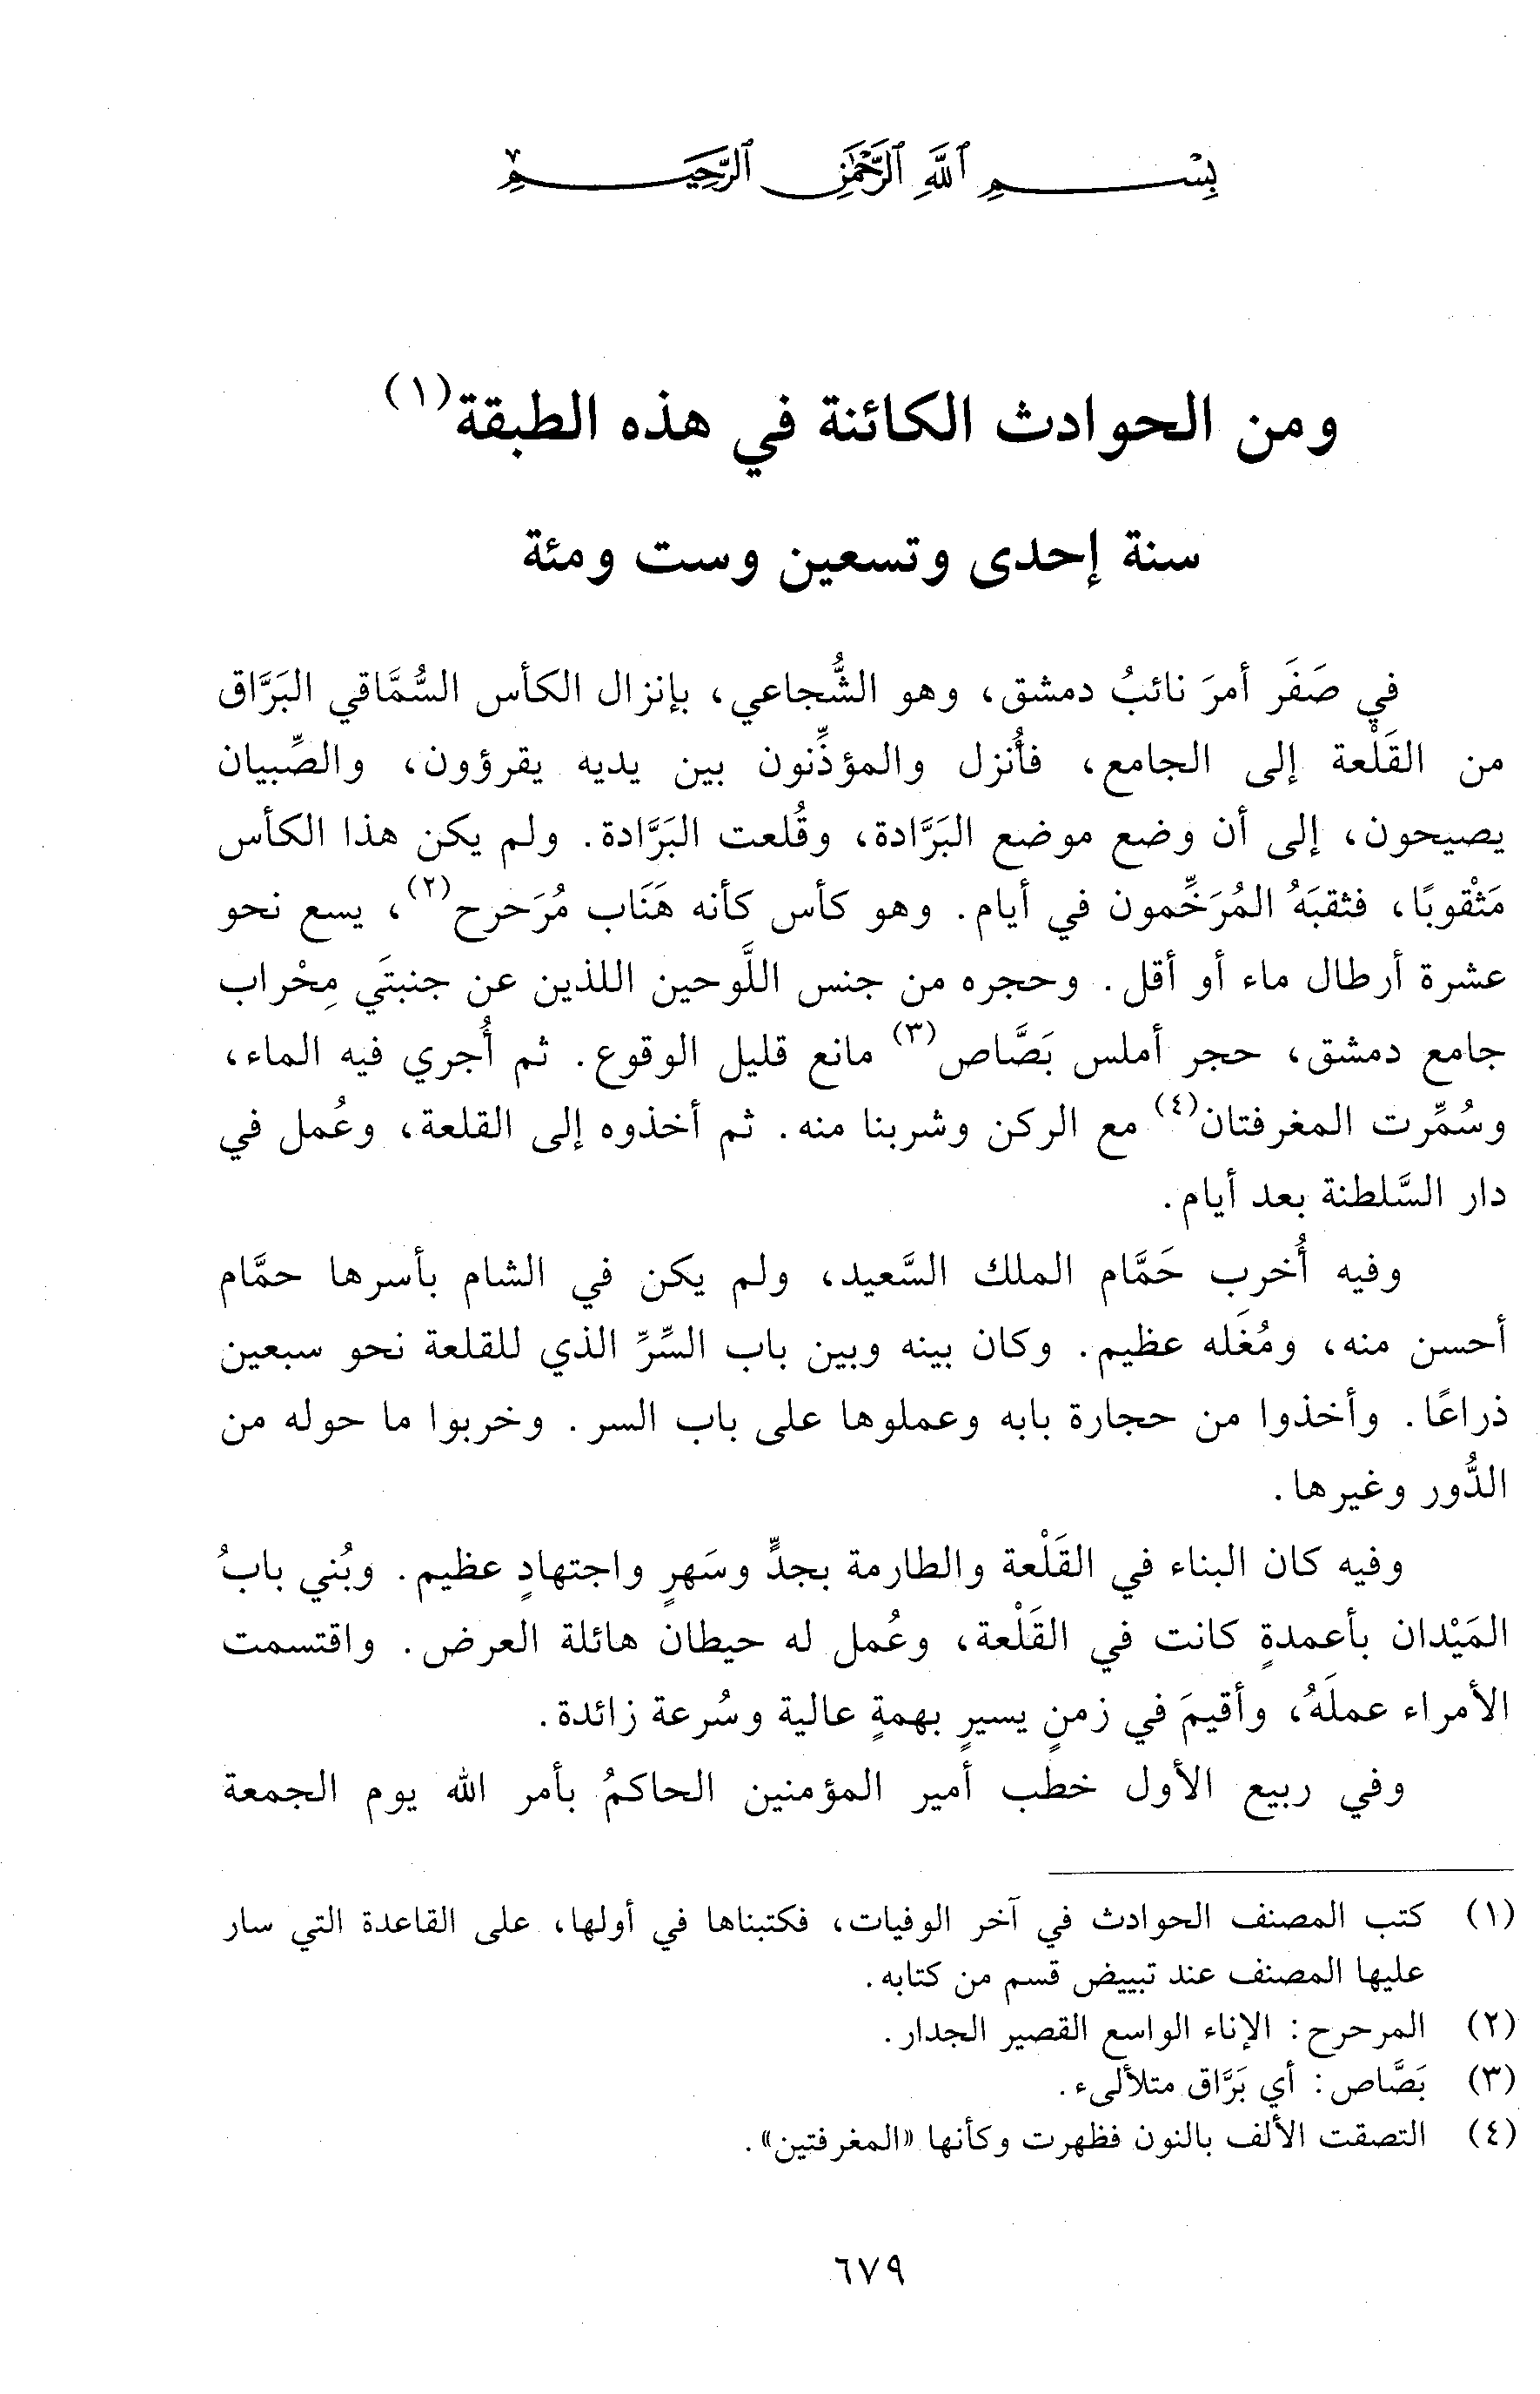 بِسْمِ ٱللَّهِ ٱلرَّحْمَٰنِ ٱلرَّحِيمِ
ومن الحوادث الكائنة في هذه الطبقة(١)
سنة إحدى وتسعين وست ومئة
في صَفَر أمرَ نائبُ دمشق، وهو الشُّجاعي، بإنزال الكأس السُّمَّاقي البَرَّاق
من القَلْعة إلى الجامع، فأُنزل والمؤذِّنون بين يديه يقرؤون، والصِّبيان
يصيحون، إلى أن وضع موضع البَرَّادة، وقُلعت البَرَّادة. ولم يكن هذا الكأس
مَثْقوبًا، فثقبَهُ المُرَخِّمون في أيام. وهو كأس كأنه هَنَاب مُرَحرح(٢)، يسع نحو
عشرة أرطال ماء أو أقل. وحجره من جنس اللَّوحين اللذين عن جنبتَي مِحْراب
جامع دمشق، حجر أملس بَصَّاص(٣) مانع قليل الوقوع. ثم أُجري فيه الماء،
وسُمِّرت المغرفتان(٤) مع الركن وشربنا منه. ثم أخذوه إلى القلعة، وعُمل في
دار السَّلطنة بعد أيام.
وفيه أُخرب حَمَّام الملك السَّعيد، ولم يكن في الشام بأسرها حمَّام
أحسن منه، ومُغَله عظيم. وكان بينه وبين باب السِّرِّ الذي للقلعة نحو سبعين
ذراعًا. وأخذوا من حجارة بابه وعملوها على باب السر. وخربوا ما حوله من
الدُّور وغيرها.
وفيه كان البناء في القَلْعة والطارمة بجدٍّ وسَهرٍ واجتهادٍ عظيم. وبُني بابُ
المَيْدان بأعمدةٍ كانت في القَلْعة، وعُمل له حيطان هائلة العرض. واقتسمت
الأمراء عملَهُ، وأقيمَ في زمنٍ يسيرٍ بهمةٍ عالية وسُرعة زائدة.
وفي ربيع الأول خطب أمير المؤمنين الحاكمُ بأمر الله يوم الجمعة
(١) كتب المصنف الحوادث في آخر الوفيات، فكتبناها في أولها، على القاعدة التي سار
عليها المصنف عند تبييض قسم من كتابه.
(٢) المرحرح: الإناء الواسع القصير الجدار.
(٣) بَصَّاص: أي بَرَّاق متلألىء.
(٤) التصقت الألف بالنون فظهرت وكأنها «المغرفتين».
٦٧٩